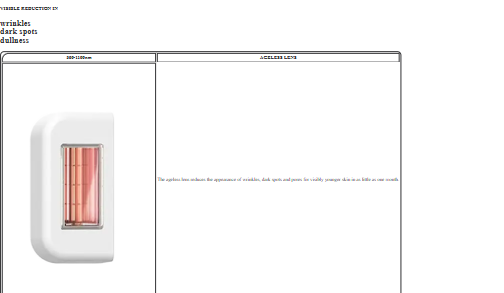 VISIBLE REDUCTION IN
wrinkles
dark spots
dullness
AGELESS LENS
The ageless lens reduces the appearance of wrinkles, dark spots and pores for visibly younger skin in as little as one month.